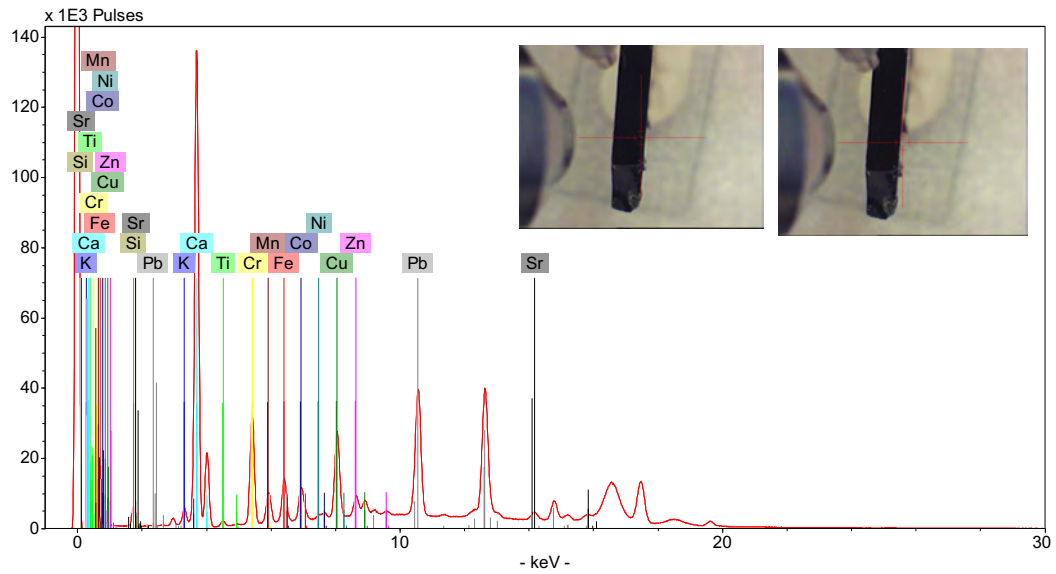 x 1E3 Pulses
140
Mn
Ni
120
Co
Sr
Ti
100
Si Zn
Cu
Cr
80
Fe Sr Ni
Ca Si Ca Mn Co Zn
K Pb K Ti Cr Fe Cu Pb Sr
60
40
20
0
0 10 20 30
- keV -